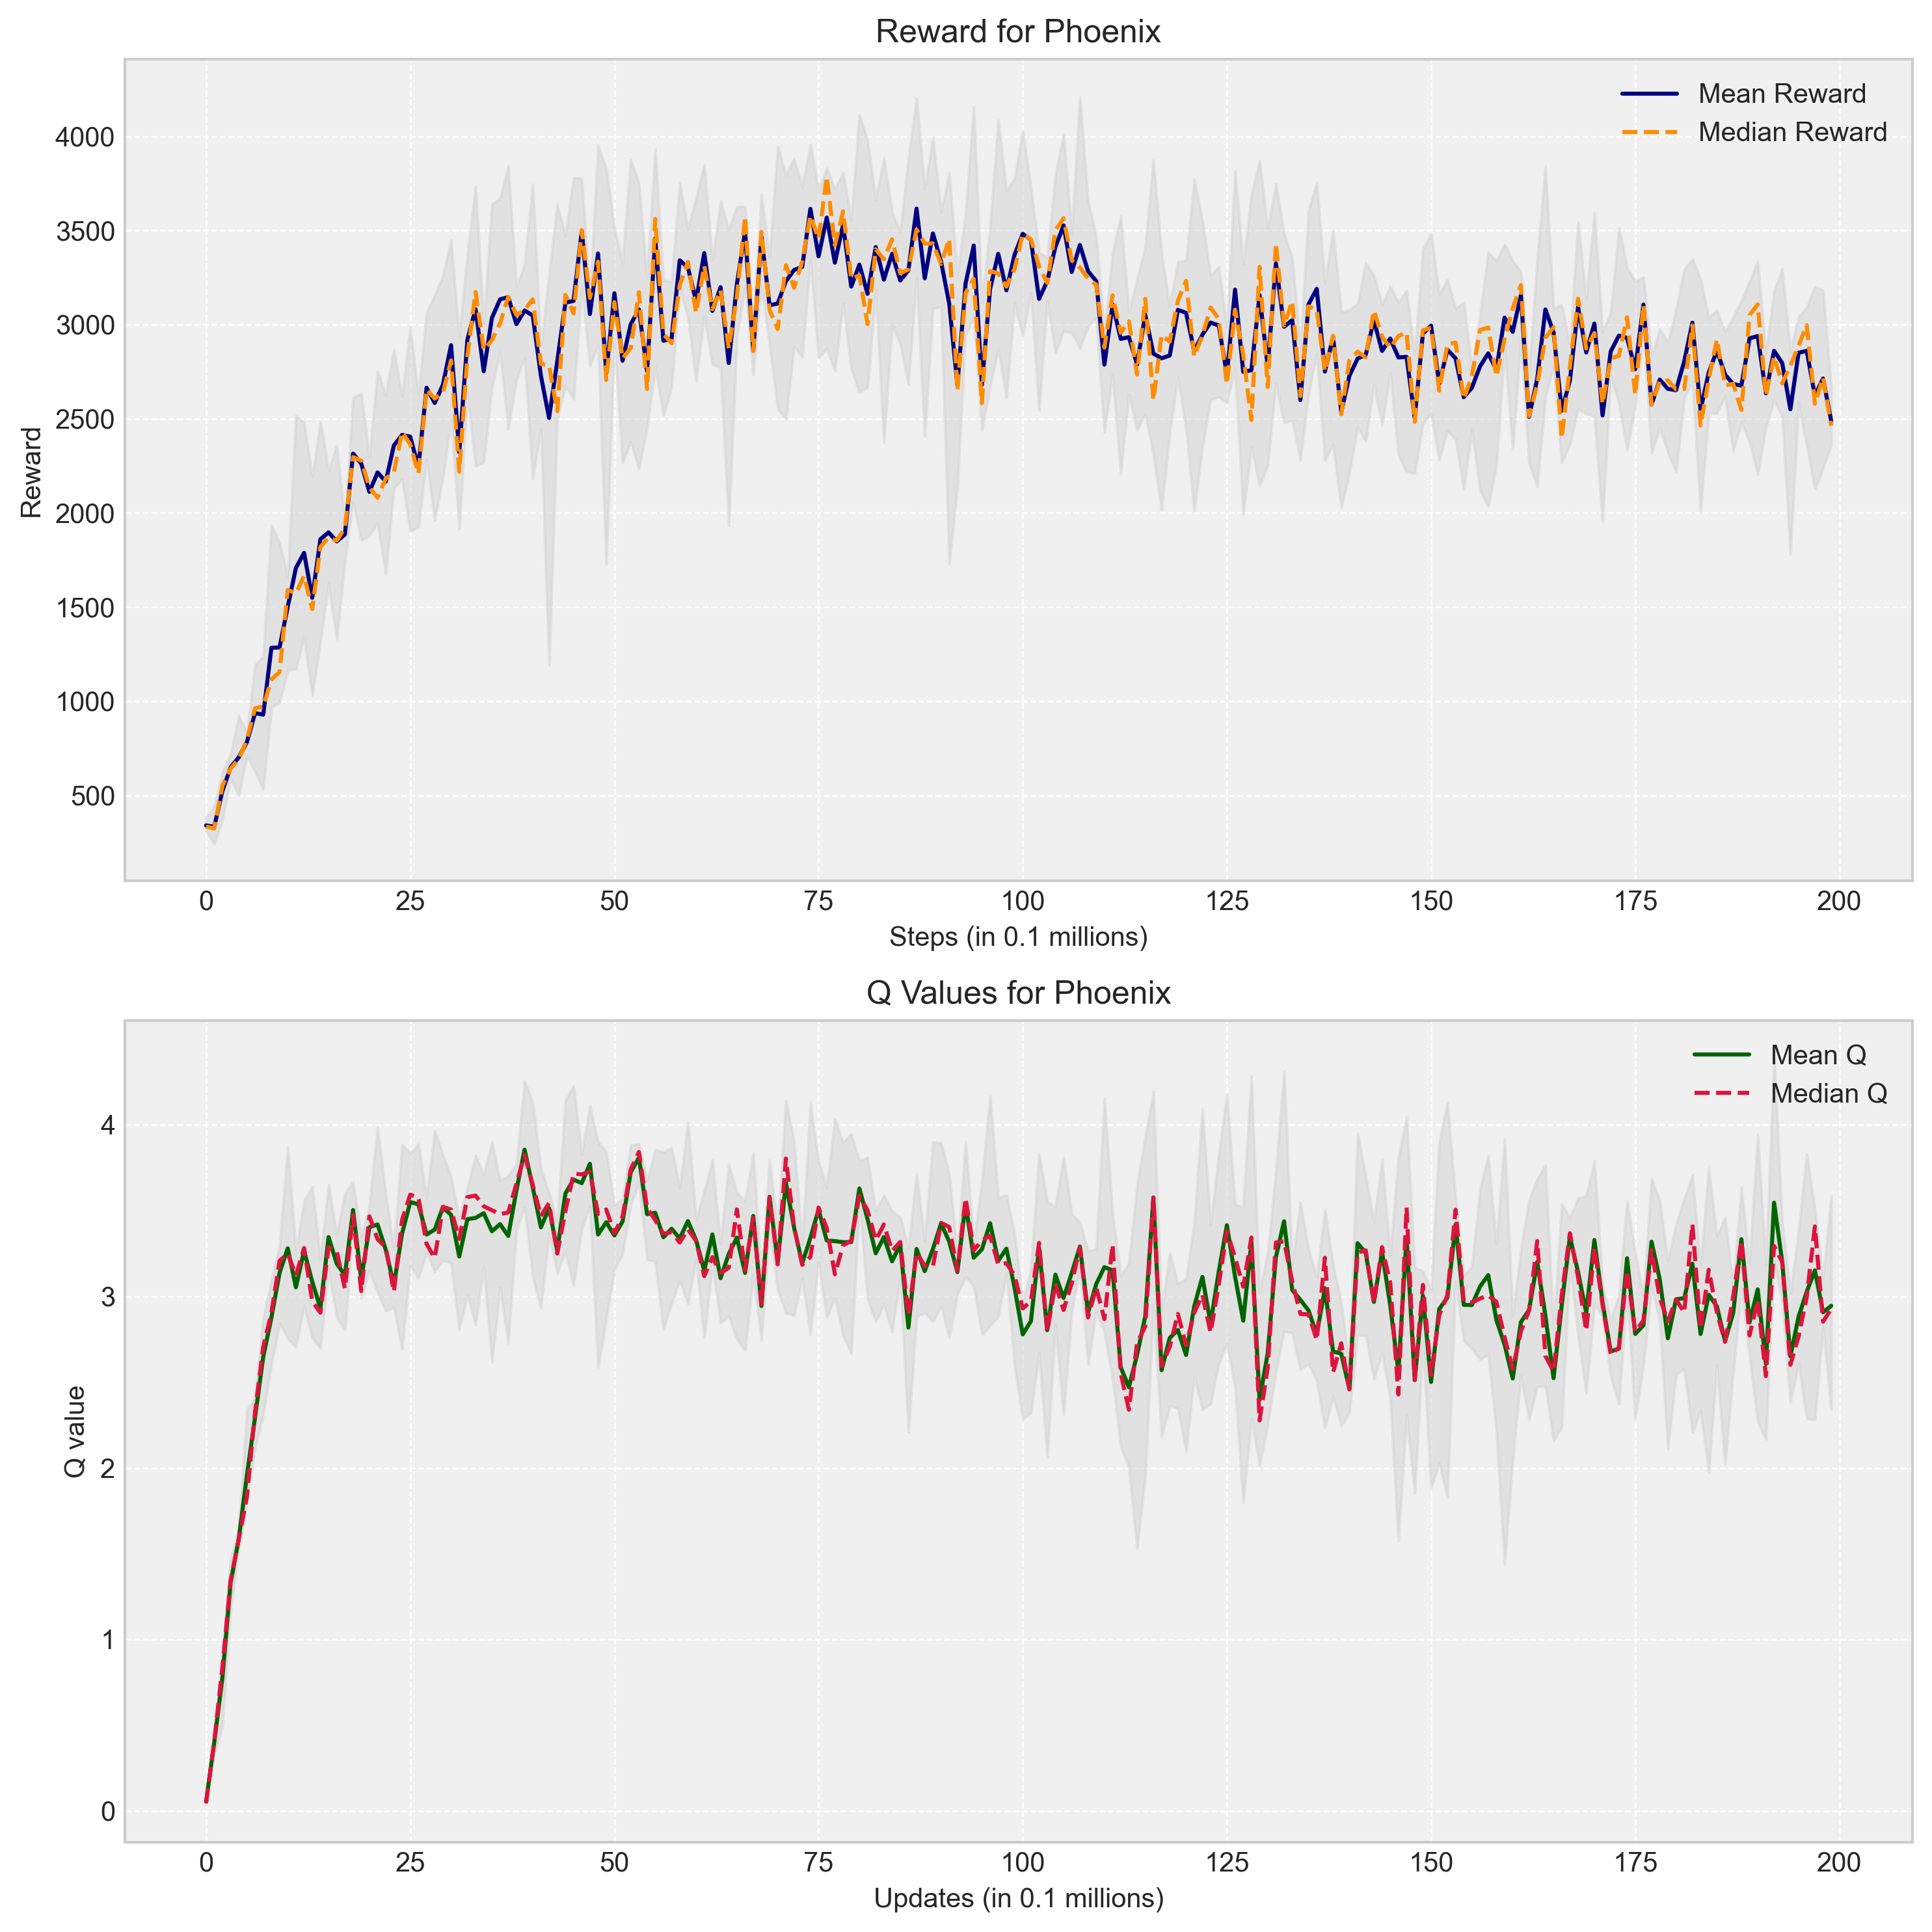 Reward for Phoenix
Mean Reward
Median Reward
4000
3500
3000
2500
2000
1500
1000
500
Reward
0 25 50 75 100 125 150 175 200
Steps (in 0.1 millions)
Q Values for Phoenix
Mean Q
Median Q
4
3
2
1
0
Q value
0 25 50 75 100 125 150 175 200
Updates (in 0.1 millions)